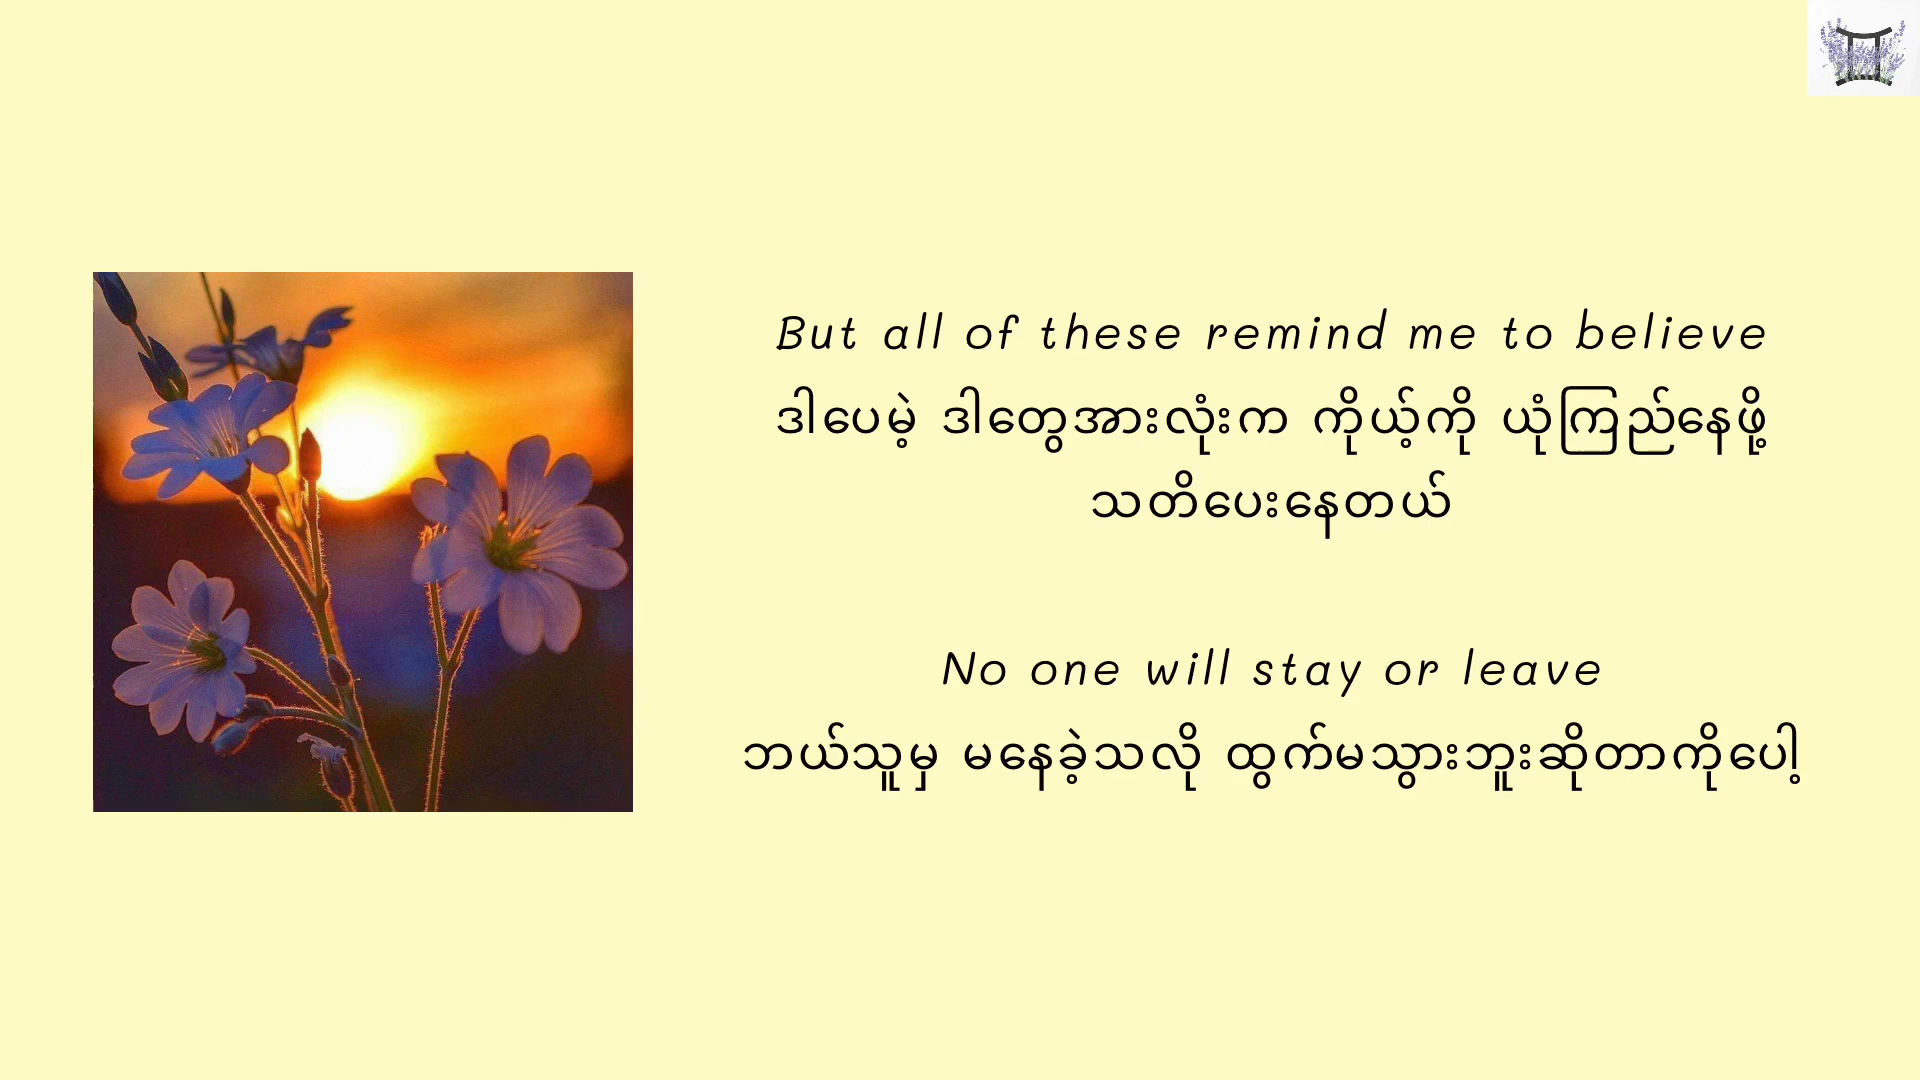 But all of these remind me to believe
ဒါပေမဲ့ ဒါတွေအားလုံးက ကိုယ့်ကို ယုံကြည်နေဖို့
သတိပေးနေတယ်
No one will stay or leave
ဘယ်သူမှ မနေခဲ့သလို ထွက်မသွားဘူးဆိုတာကိုပေါ့